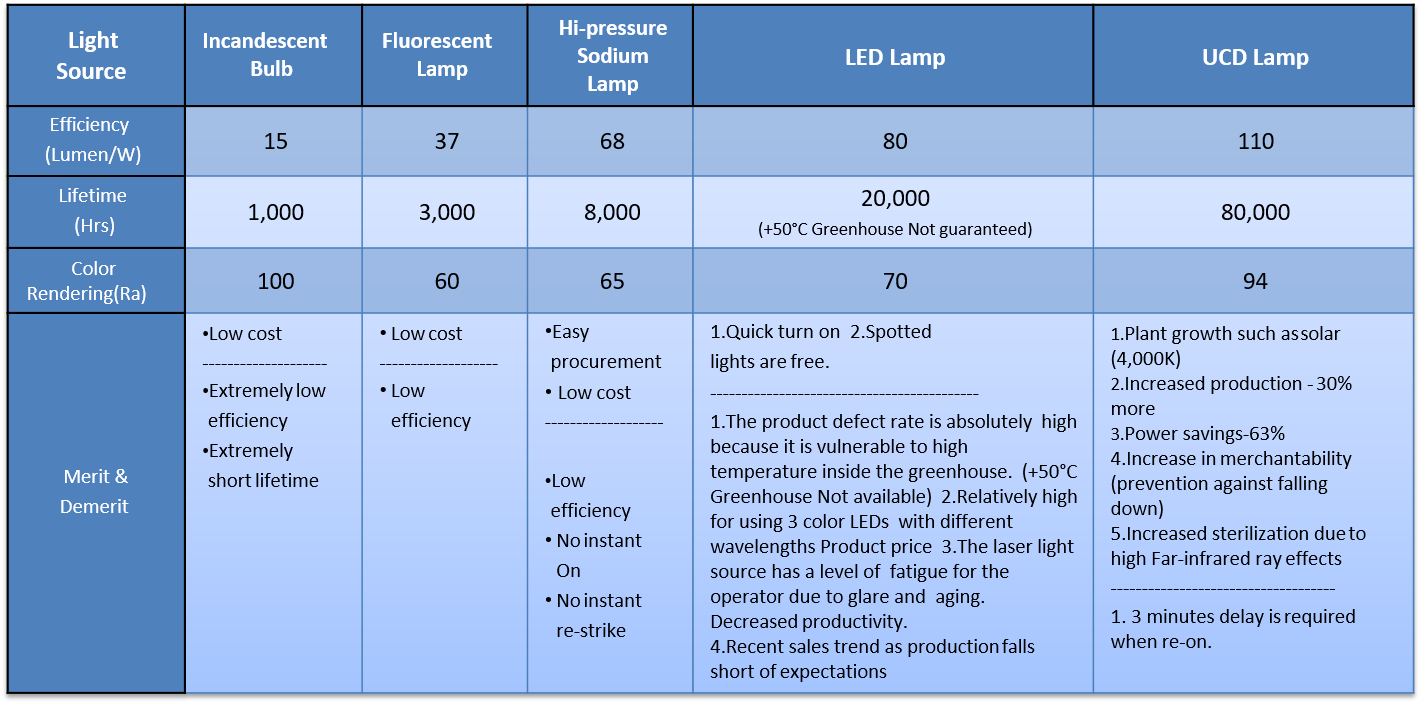 Light
Source
Incandescent
Bulb
Fluorescent
Lamp
Hi-pressure
Sodium
Lamp
LED Lamp
UCD Lamp
Efficiency
(Lumen/W)
15
37
68
80
110
Lifetime
(Hrs)
1,000
3,000
8,000
20,000
(+50°C Greenhouse Not guaranteed)
80,000
Color
Rendering(Ra)
100
60
65
70
94
Merit &
Demerit
•Low cost
--------------------
•Extremely low
efficiency
•Extremely
short lifetime
• Low cost
-------------------
• Low
efficiency
•Easy
procurement
• Low cost
-------------------
•Low
efficiency
• No instant
On
• No instant
re-strike
1.Quick turn on 2.Spotted
lights are free.
-------------------------------------------
1.The product defect rate is absolutely high
because it is vulnerable to high
temperature inside the greenhouse. (+50°C
Greenhouse Not available) 2.Relatively high
for using 3 color LEDs with different
wavelengths Product price 3.The laser light
source has a level of fatigue for the
operator due to glare and aging.
Decreased productivity.
4.Recent sales trend as production falls
short of expectations
1.Plant growth such as solar
(4,000K)
2.Increased production - 30%
more
3.Power savings-63%
4.Increase in merchantability
(prevention against falling
down)
5.Increased sterilization due to
high Far-infrared ray effects
------------------------------------
1. 3 minutes delay is required
when re-on.